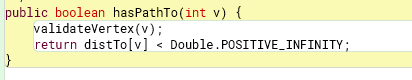 public boolean hasPathTo(int v) {
    validateVertex(v);
    return distTo[v] < Double.POSITIVE_INFINITY;
}